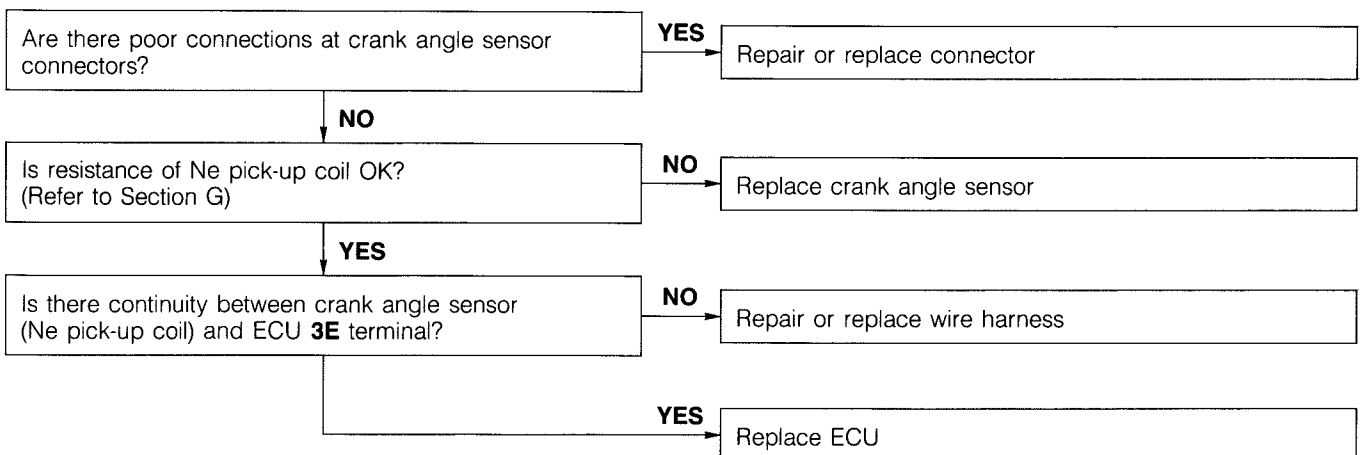 Are there poor connections at crank angle sensor
connectors?
YES
Repair or replace connector
NO
Is resistance of Ne pick-up coil OK?
(Refer to Section G)
NO
Replace crank angle sensor
YES
Is there continuity between crank angle sensor
(Ne pick-up coil) and ECU 3E terminal?
NO
Repair or replace wire harness
YES
Replace ECU